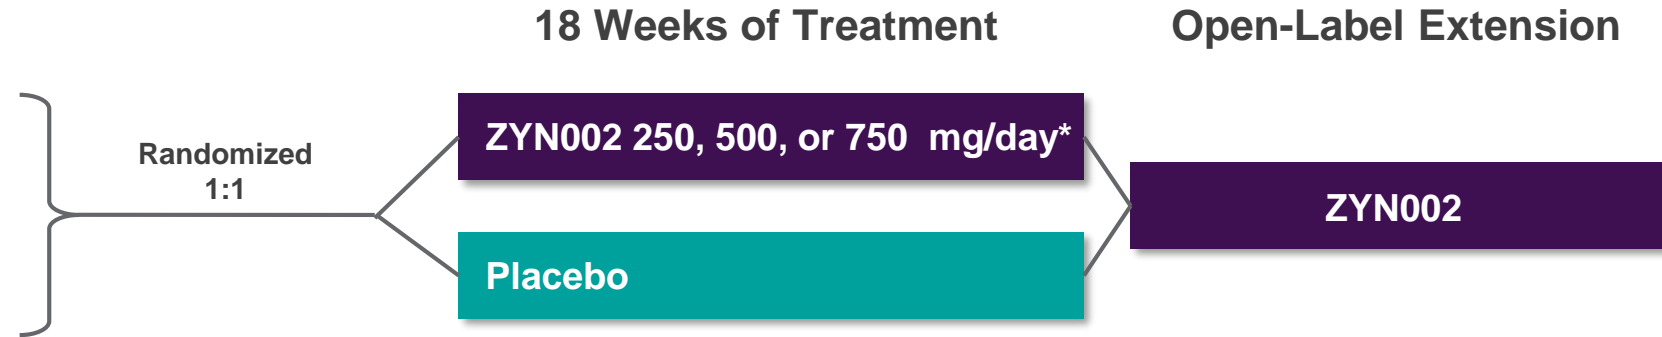 18 Weeks of Treatment
Open-Label Extension
Randomized
1:1
ZYN002 250, 500, or 750 mg/day*
Placebo
ZYN002